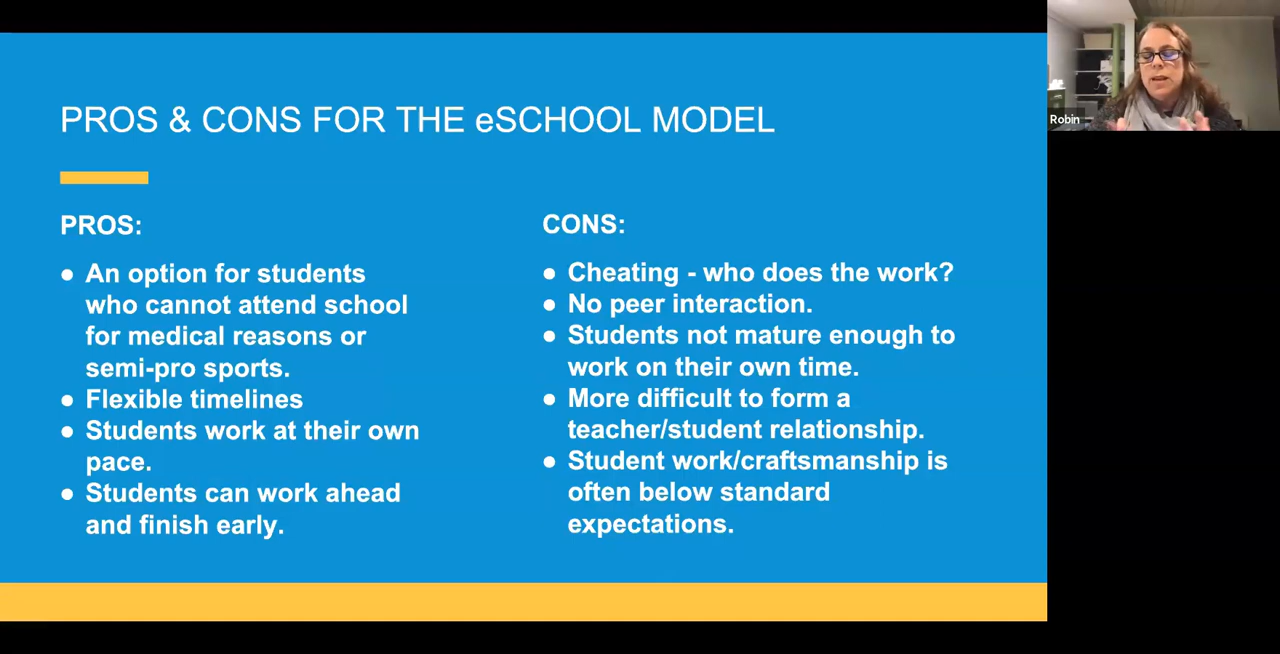 PROS & CONS FOR THE eSCHOOL MODEL
PROS:
● An option for students
who cannot attend school
for medical reasons or
semi-pro sports.
● Flexible timelines
● Students work at their own
pace.
● Students can work ahead
and finish early.
CONS:
● Cheating - who does the work?
● No peer interaction.
● Students not mature enough to
work on their own time.
● More difficult to form a
teacher/student relationship.
● Student work/craftsmanship is
often below standard
expectations.
Robin